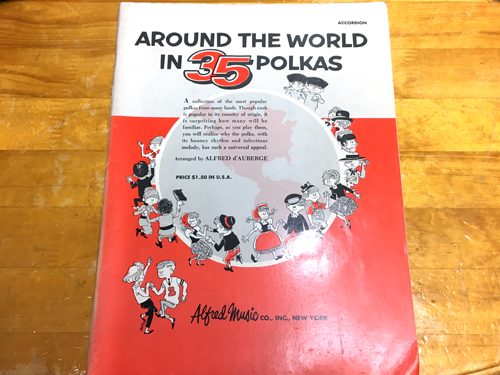 ACCORDION
AROUND THE WORLD
IN 35 POLKAS
A collection of the most popular
polkas from many lands. Though each
is popular in its country of origin, it
is surprising how many will be
familiar. Perhaps, as you play them,
you will realize why the polka, with
its bouncy rhythm and infectious
melody, has such a universal appeal.
Arranged by ALFRED d'AUBERGE
PRICE $1.50 IN U.S.A.
Alfred Music CO., INC., NEW YORK